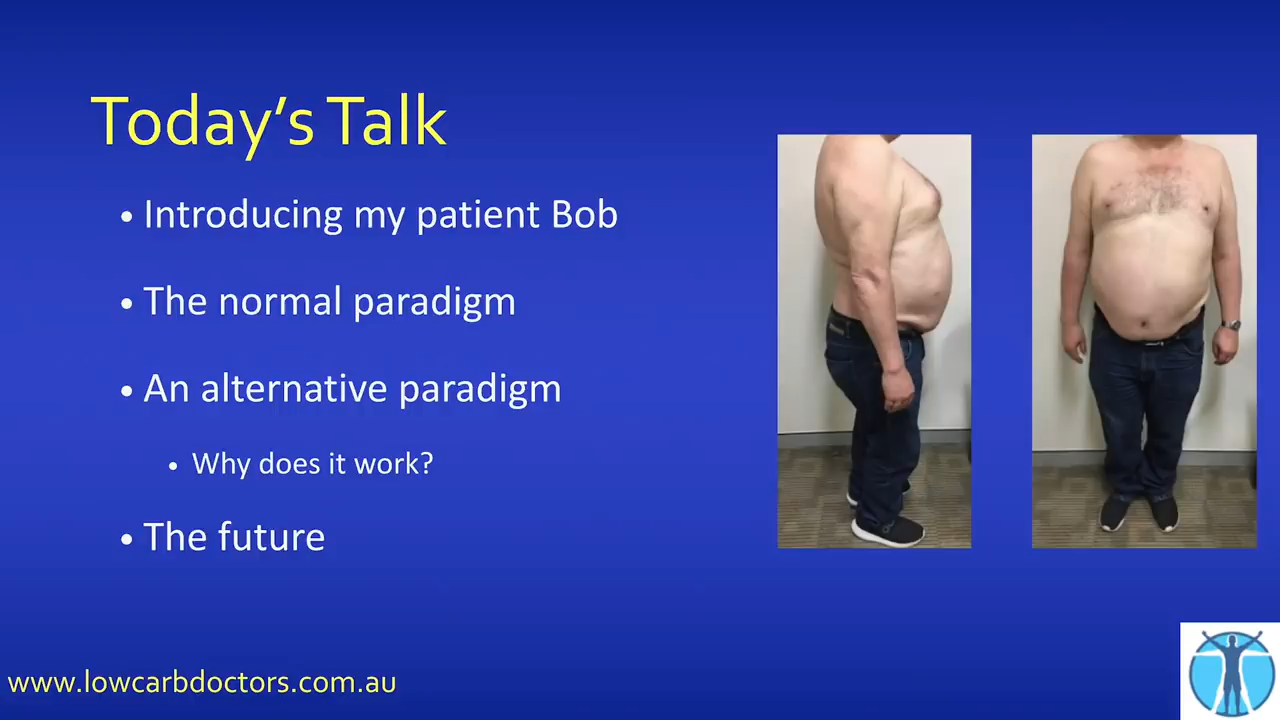 Today's Talk
• Introducing my patient Bob
• The normal paradigm
• An alternative paradigm
• Why does it work?
• The future
www.lowcarbdoctors.com.au